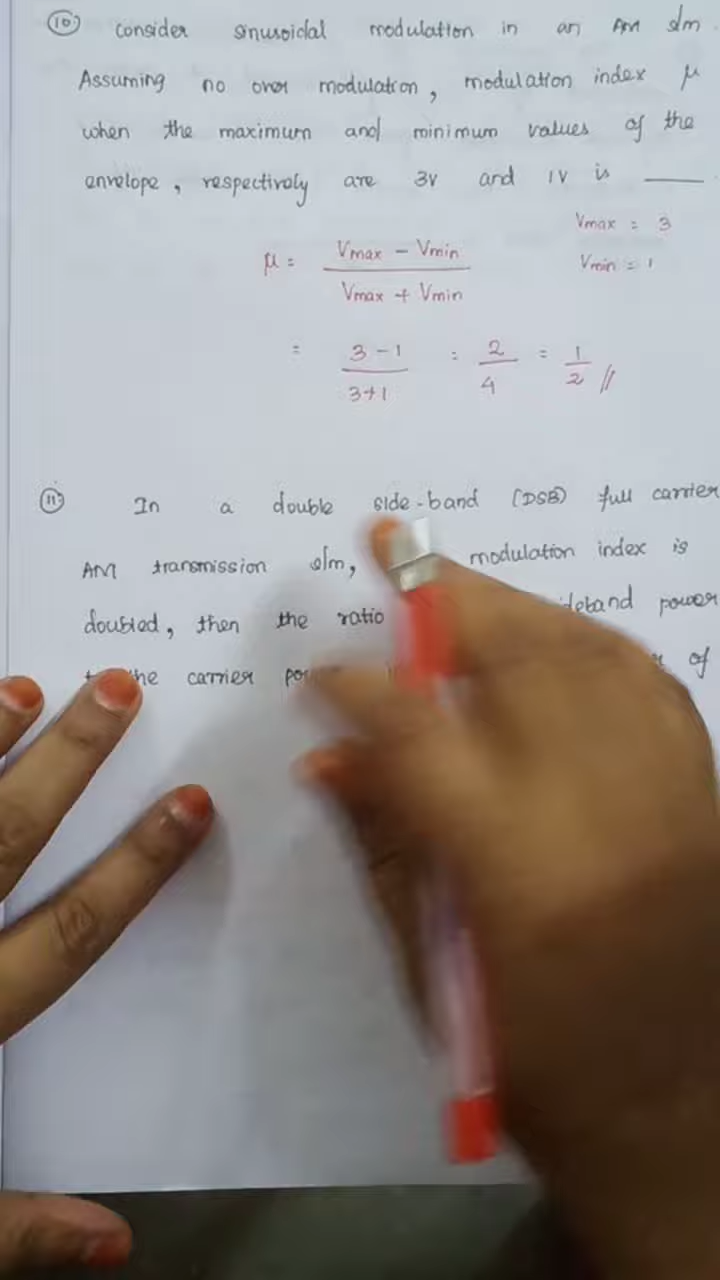 10 consider sinusoidal modulation in an AM s/m.
Assuming no over modulation, modulation index μ
when the maximum and minimum values of the
envelope, respectively are 3V and 1V is ____.
Vmax = 3
μ = Vmax - Vmin / Vmax + Vmin
Vmin = 1
= 3-1 / 3+1 = 2/4 = 1/2 //
11 In a double side-band (DSB) full carrier
AM transmission s/m, modulation index is
doubled, then the ratio deband power
the carrier of